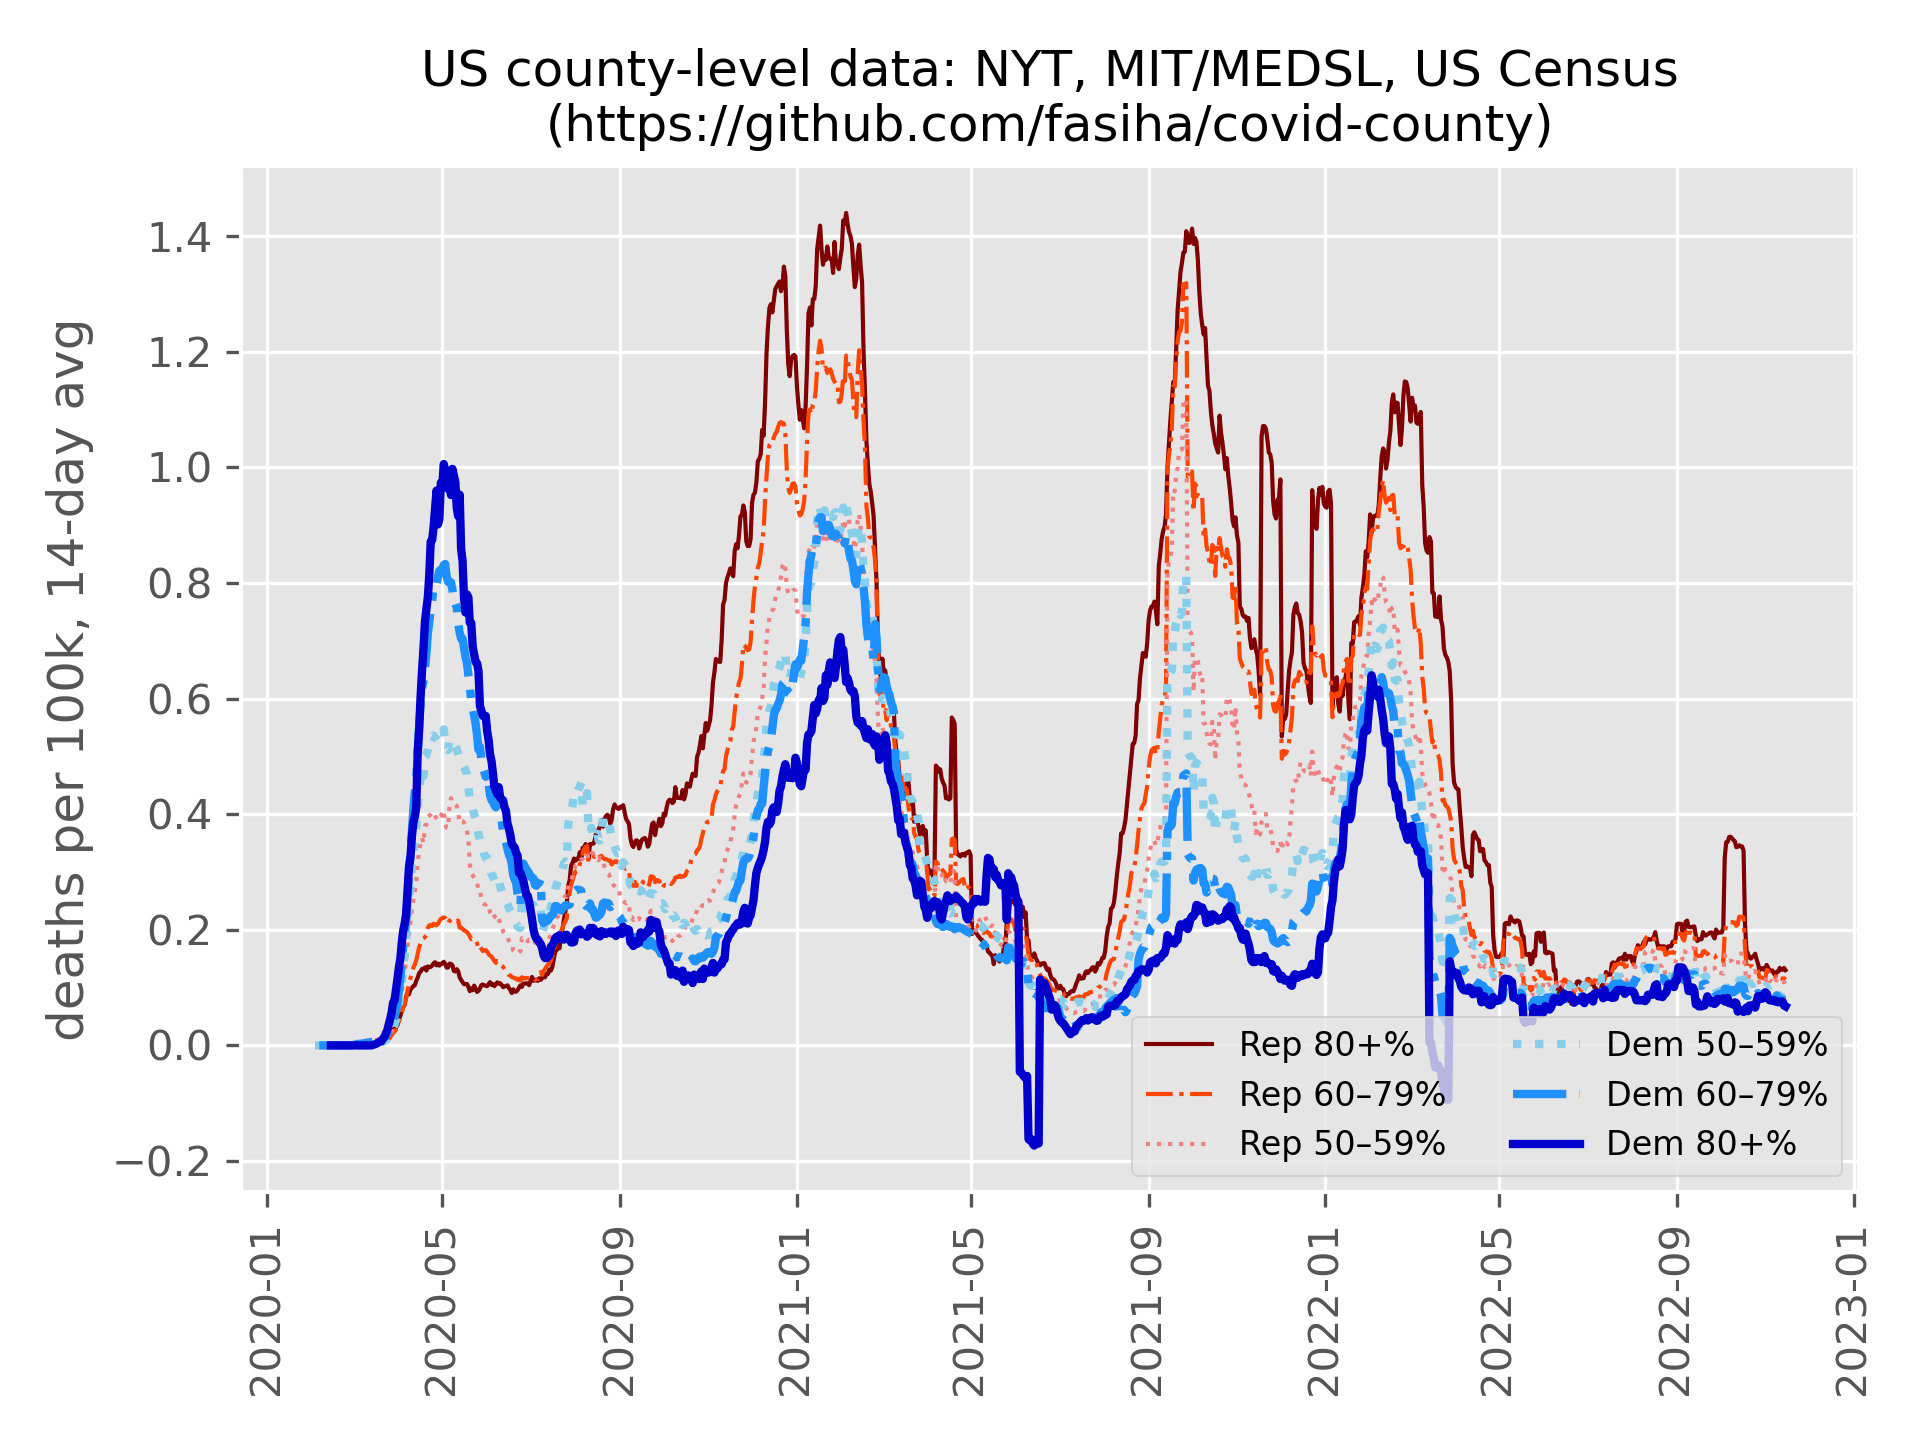 US county-level data: NYT, MIT/MEDSL, US Census
(https://github.com/fasiha/covid-county)
deaths per 100k, 14-day avg
1.4
1.2
1.0
0.8
0.6
0.4
0.2
0.0
−0.2
Rep 80+%
Rep 60–79%
Rep 50–59%
Dem 50–59%
Dem 60–79%
Dem 80+%
2020-01
2020-05
2020-09
2021-01
2021-05
2021-09
2022-01
2022-05
2022-09
2023-01